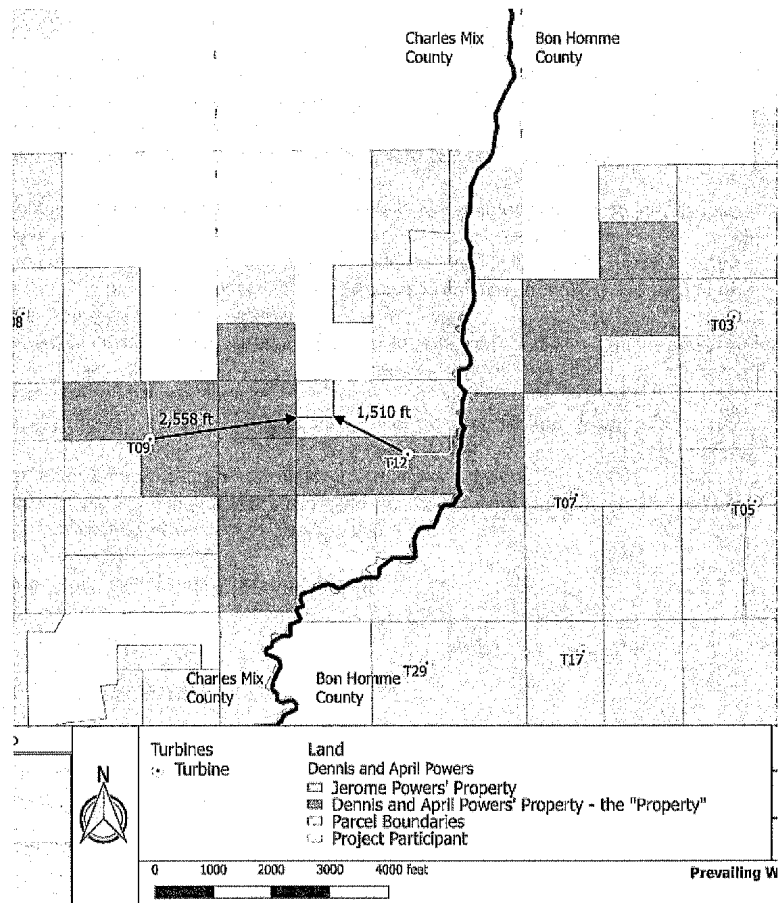 Charles Mix County
Bon Homme County
08
T03
2,558 ft
1,510 ft
T09
T12
T07
T05
Charles Mix County
Bon Homme County
T29
T17
N
Turbines
Turbine
Land
Dennis and April Powers
Jerome Powers' Property
Dennis and April Powers' Property - the "Property"
Parcel Boundaries
Project Participant
0 1000 2000 3000 4000 feet
Prevailing W